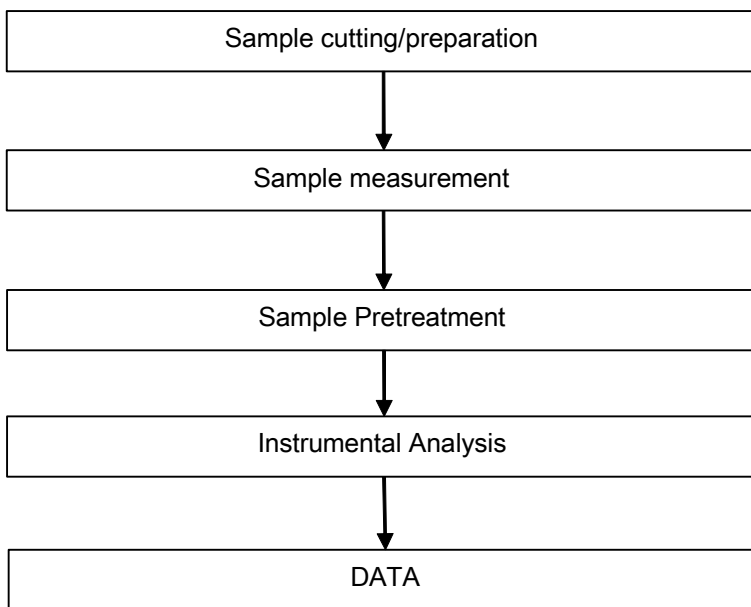 Sample cutting/preparation
Sample measurement
Sample Pretreatment
Instrumental Analysis
DATA